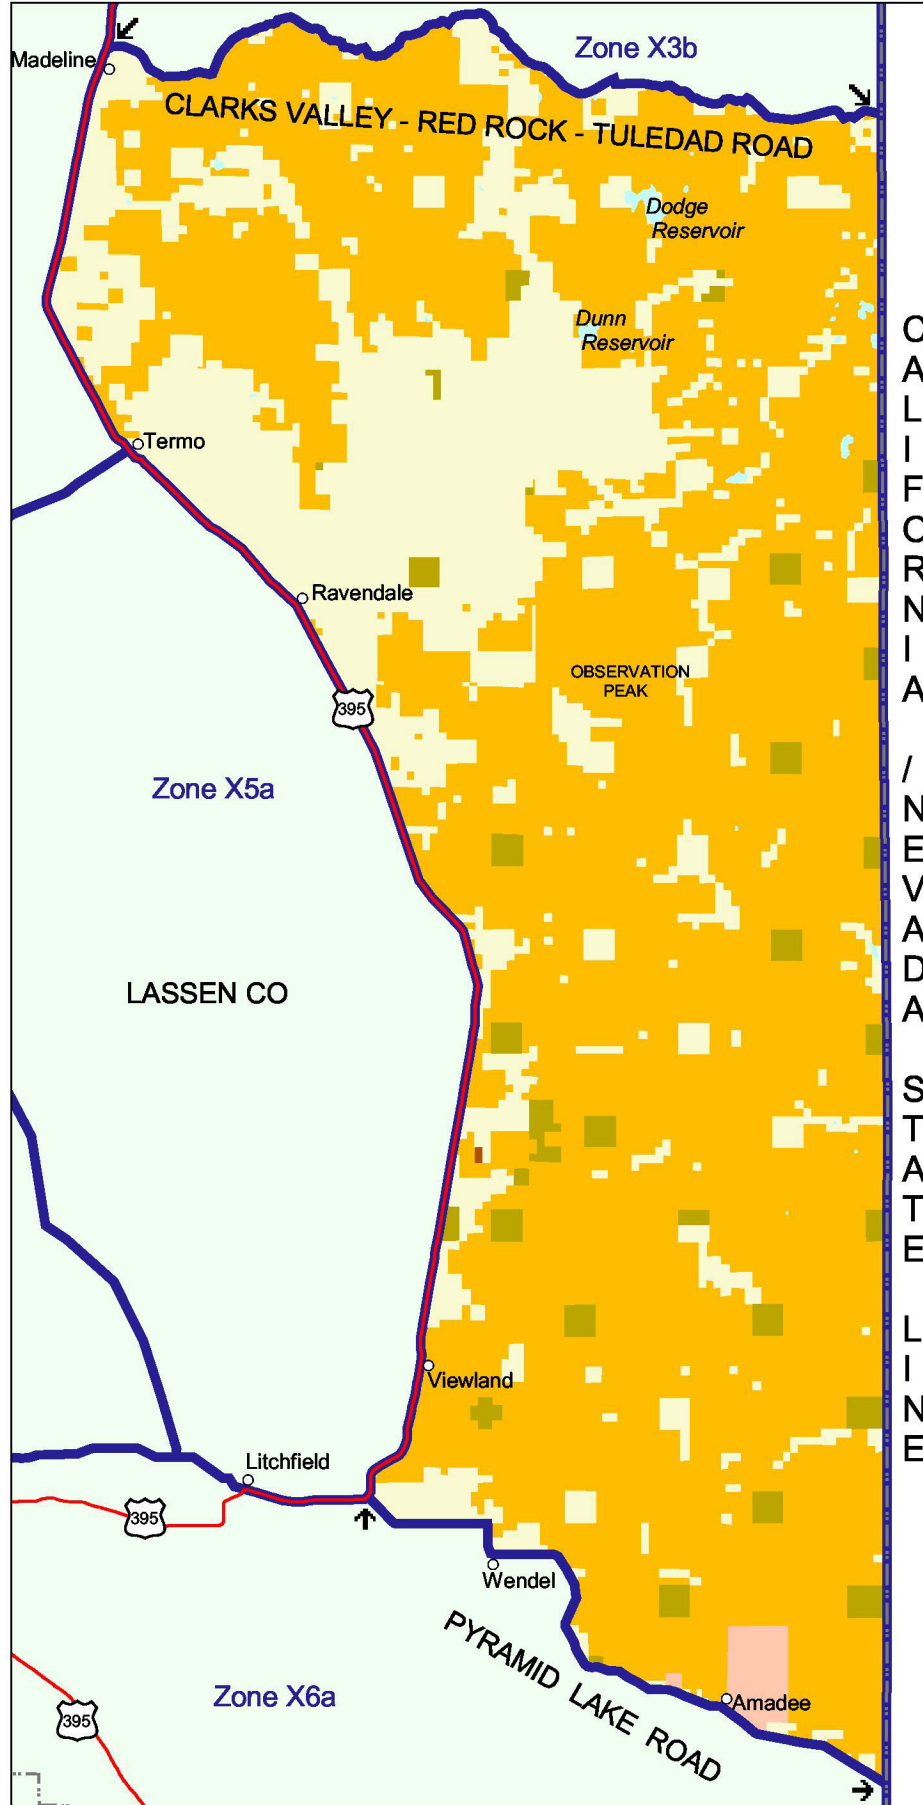 Zone X3b
Madeline
CLARKS VALLEY - RED ROCK - TULEDAD ROAD
Dodge
Reservoir
Dunn
Reservoir
Termo
Ravendale
OBSERVATION
PEAK
395
Zone X5a
LASSEN CO
CALIFORNIA / NEVADA STATE LINE
Viewland
Litchfield
395
Wendel
PYRAMID LAKE ROAD
Zone X6a
Amadee
395